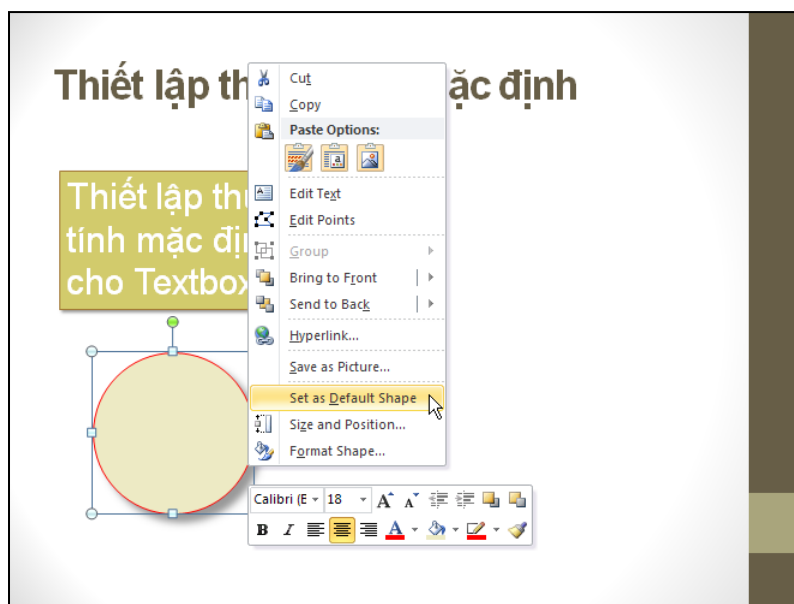 Thiết lập th ặc định
Thiết lập th
tính mặc đị
cho Textbox
Cut
Copy
Paste Options:
Edit Text
Edit Points
Group
Bring to Front
Send to Back
Hyperlink...
Save as Picture...
Set as Default Shape
Size and Position...
Format Shape...
Calibri (E 18 A A
B I A